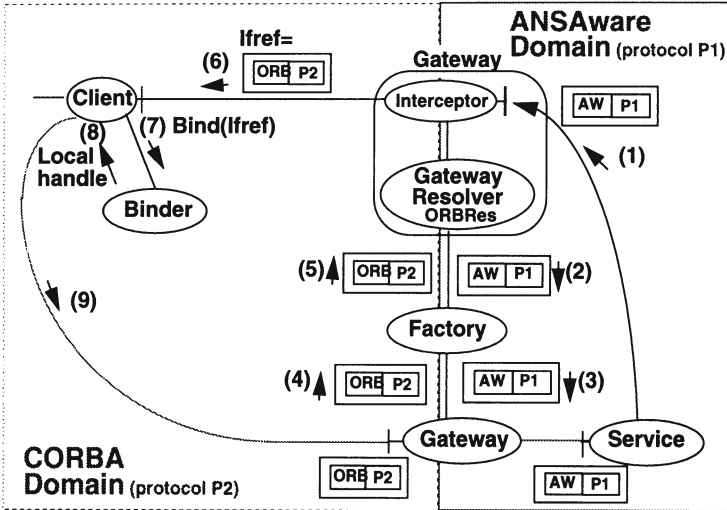 ANSAware
Domain (protocol P1)
Ifref=
(6)
ORB P2
Gateway
Client
Interceptor
AW P1
(8)
(7) Bind(Ifref)
(1)
Local
handle
Gateway
Resolver
ORBRes
Binder
(5)
ORB P2
AW P1
(2)
(9)
Factory
(4)
ORB P2
AW P1
(3)
Gateway
Service
CORBA
Domain (protocol P2)
ORB P2
AW P1